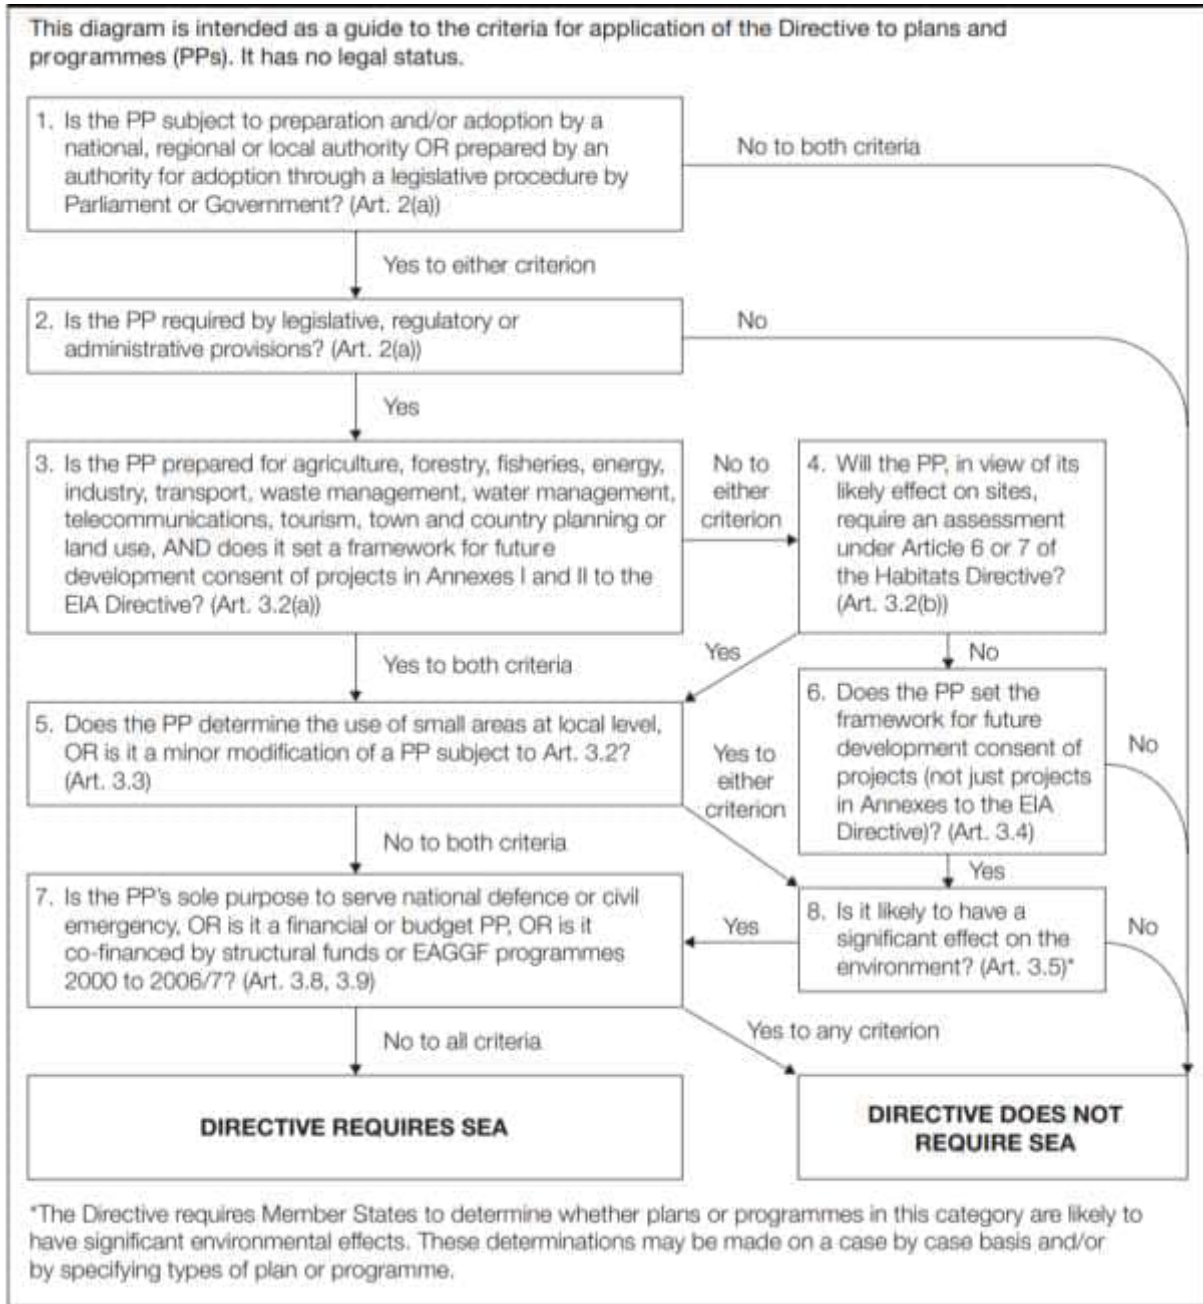 This diagram is intended as a guide to the criteria for application of the Directive to plans and
programmes (PPs). It has no legal status.
1. Is the PP subject to preparation and/or adoption by a
national, regional or local authority OR prepared by an
authority for adoption through a legislative procedure by
Parliament or Government? (Art. 2(a))
No to both criteria
Yes to either criterion
2. Is the PP required by legislative, regulatory or
administrative provisions? (Art. 2(a))
No
Yes
3. Is the PP prepared for agriculture, forestry, fisheries, energy,
industry, transport, waste management, water management,
telecommunications, tourism, town and country planning or
land use, AND does it set a framework for future
development consent of projects in Annexes I and II to the
EIA Directive? (Art. 3.2(a))
No to
either
criterion
4. Will the PP, in view of its
likely effect on sites,
require an assessment
under Article 6 or 7 of
the Habitats Directive?
(Art. 3.2(b))
Yes to both criteria
Yes
No
5. Does the PP determine the use of small areas at local level,
OR is it a minor modification of a PP subject to Art. 3.2?
(Art. 3.3)
Yes to
either
criterion
6. Does the PP set the
framework for future
development consent of
projects (not just projects
in Annexes to the EIA
Directive)? (Art. 3.4)
No
No to both criteria
Yes
7. Is the PP's sole purpose to serve national defence or civil
emergency, OR is it a financial or budget PP, OR is it
co-financed by structural funds or EAGGF programmes
2000 to 2006/7? (Art. 3.8, 3.9)
Yes
8. Is it likely to have a
significant effect on the
environment? (Art. 3.5)*
No
No to all criteria
Yes to any criterion
DIRECTIVE REQUIRES SEA
DIRECTIVE DOES NOT
REQUIRE SEA
*The Directive requires Member States to determine whether plans or programmes in this category are likely to
have significant environmental effects. These determinations may be made on a case by case basis and/or
by specifying types of plan or programme.